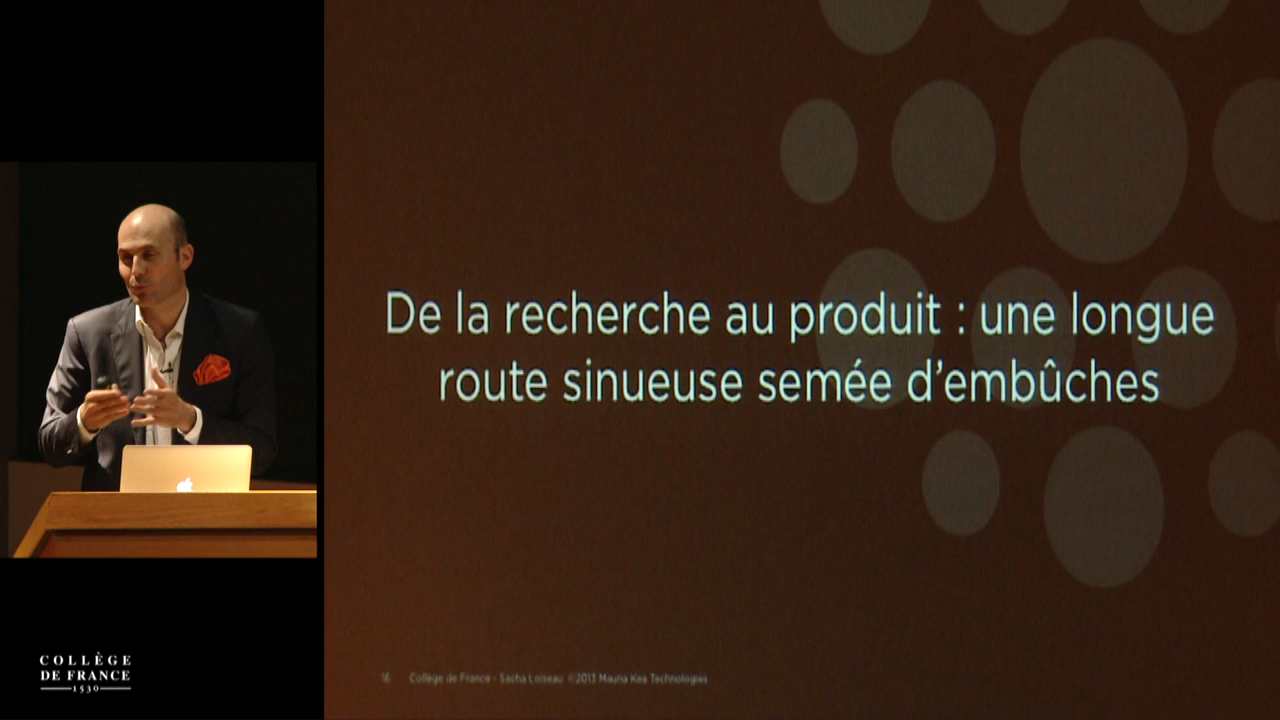 De la recherche au produit : une longue
route sinueuse semée d'embûches
COLLÈGE
DE FRANCE
1530
16 Collège de France - Sacha Loiseau ©2013 Mauna Kea Technologies